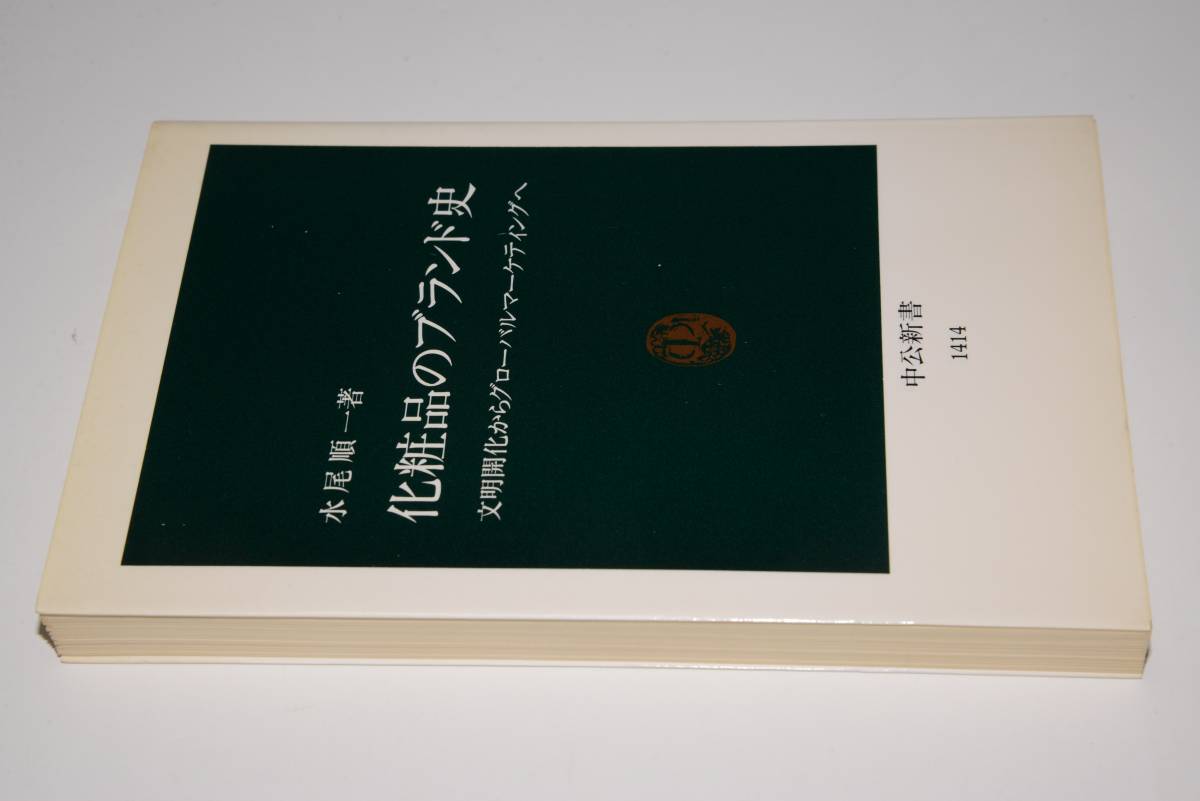 水尾順一著
化粧品のブランド史
文明開化からグローバルマーケティングへ
中公新書
1414